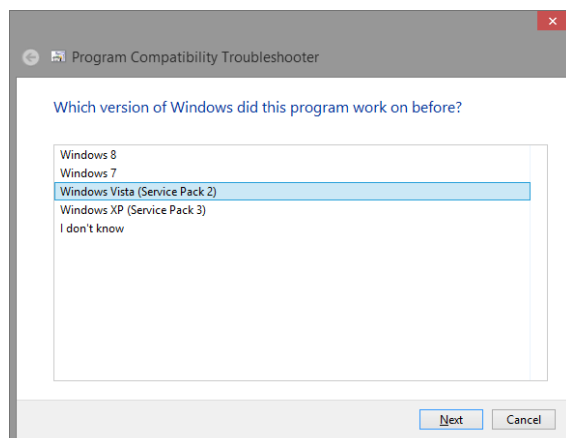 Program Compatibility Troubleshooter
Which version of Windows did this program work on before?
Windows 8
Windows 7
Windows Vista (Service Pack 2)
Windows XP (Service Pack 3)
I don't know
Next
Cancel